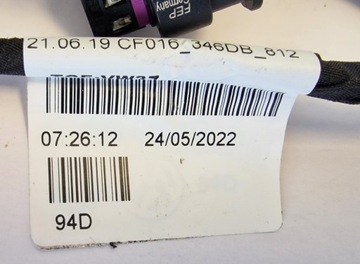 FEP
Germany
21.06.19 CF016_346DB_812
07:26:12 24/05/2022
94D